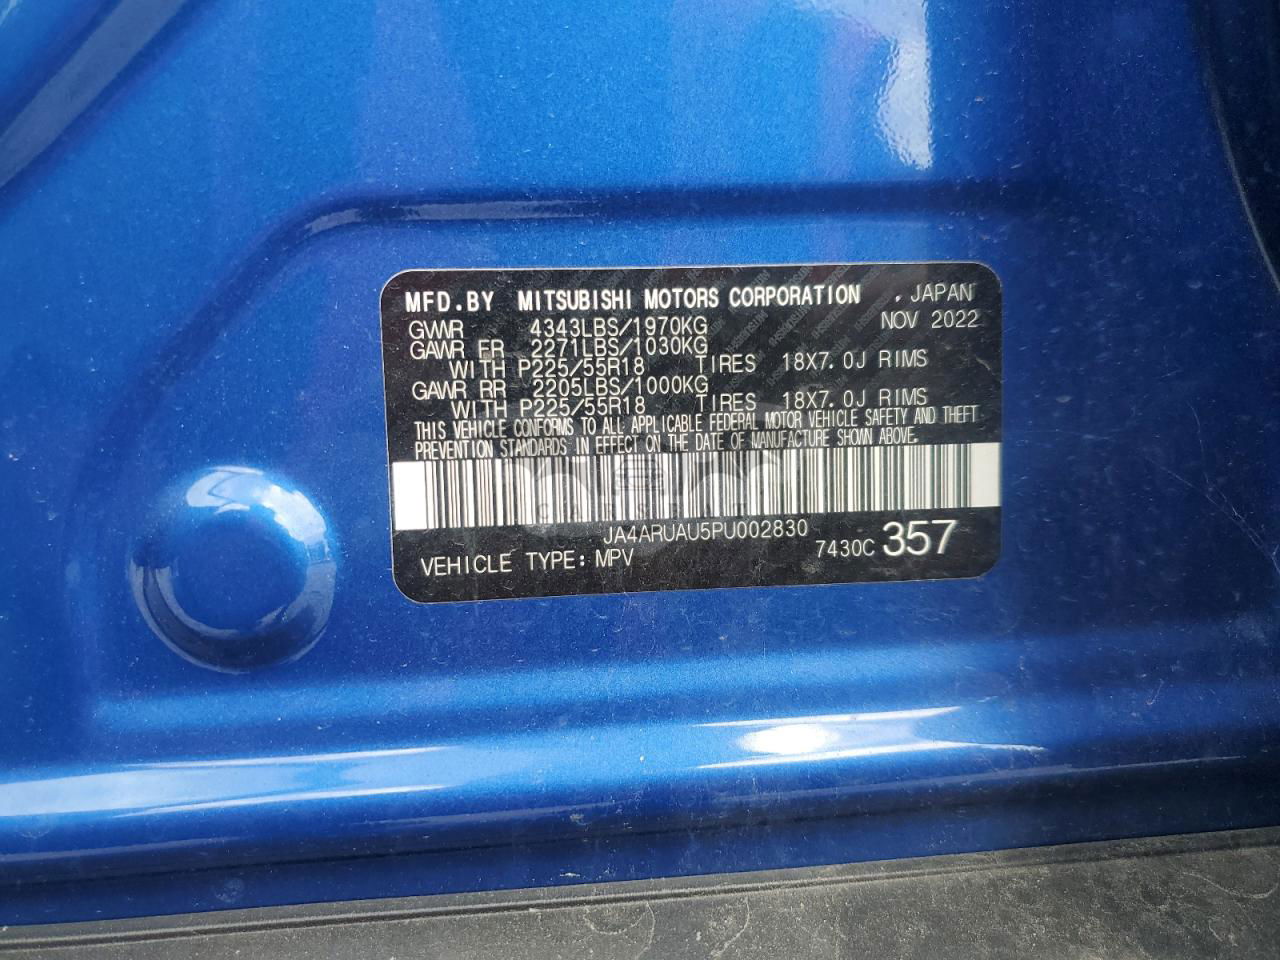 MFD.BY MITSUBISHI MOTORS CORPORATION . JAPAN
NOV 2022
GVWR 4343LBS/1970KG
GAWR FR 2271LBS/1030KG
WITH P225/55R18 TIRES 18X7.0J RIMS
GAWR RR 2205LBS/1000KG
WITH P225/55R18 TIRES 18X7.0J RIMS
THIS VEHICLE CONFORMS TO ALL APPLICABLE FEDERAL MOTOR VEHICLE SAFETY AND THEFT
PREVENTION STANDARDS IN EFFECT ON THE DATE OF MANUFACTURE SHOWN ABOVE.
JA4ARUAU5PU002830
VEHICLE TYPE: MPV 7430C 357